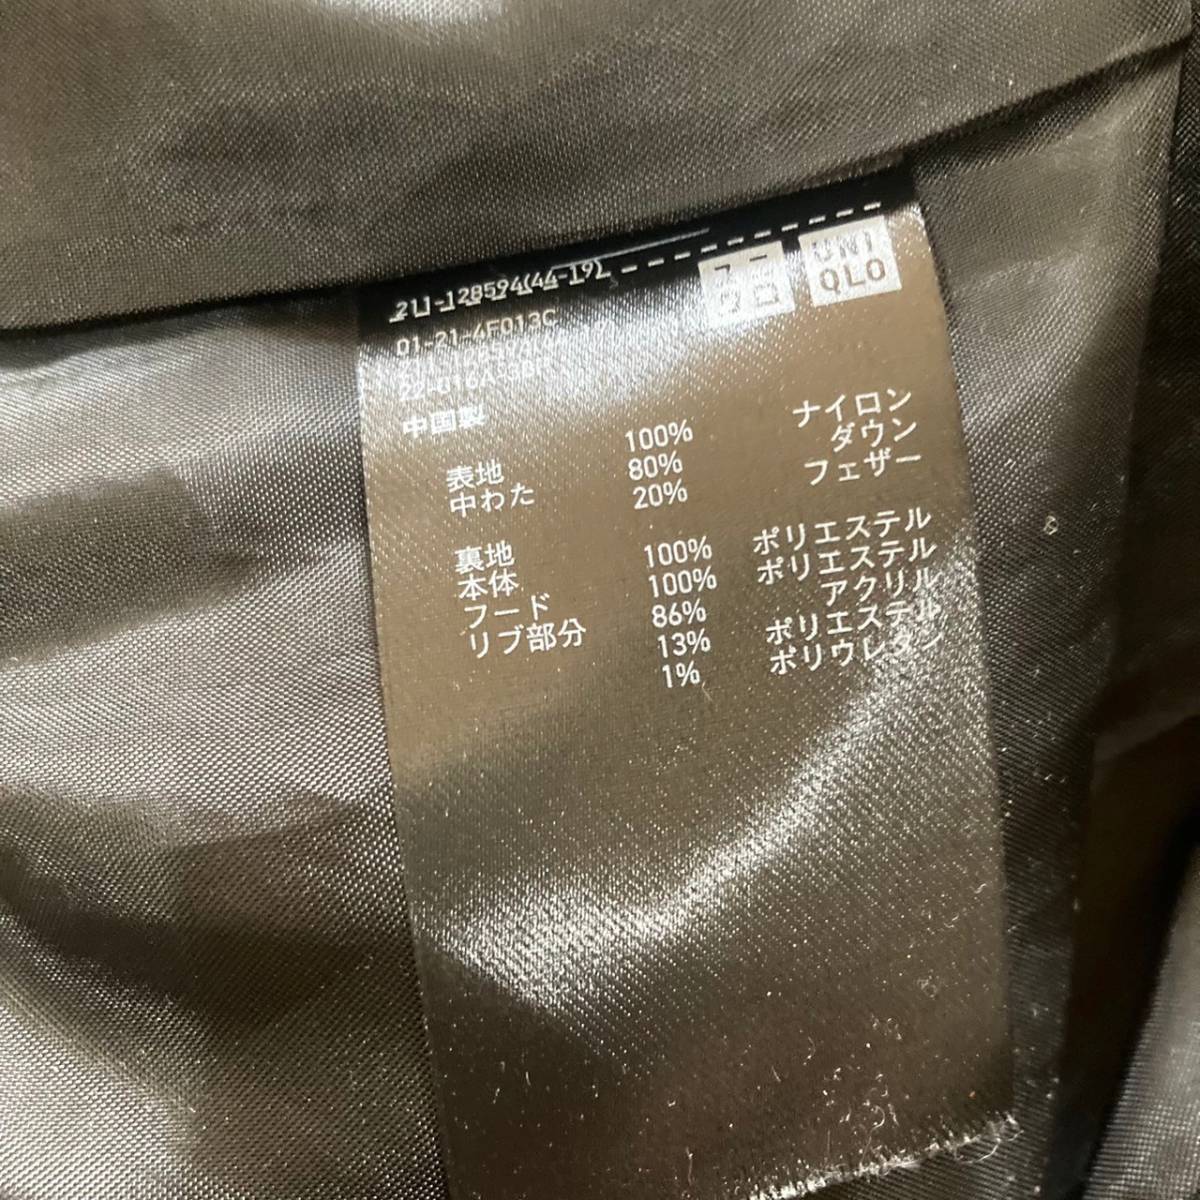 211-128594(44-19)
01-21-4F013C
中国製
ユニ
クロ
UNI
QLO
表地 100% ナイロン
中わた 80% ダウン
20% フェザー
裏地
本体 100% ポリエステル
フード 100% ポリエステル
リブ部分 86% アクリル
13% ポリエステル
1% ポリウレタン